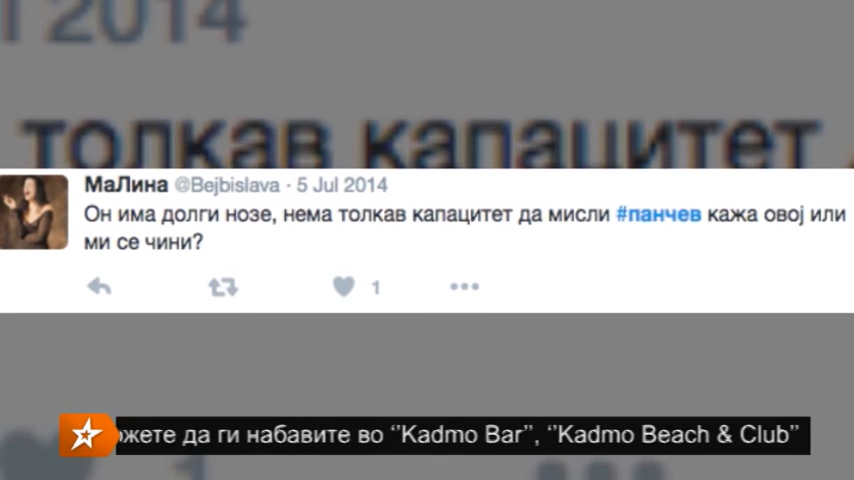 2014
толкав капацитет
МаЛина @Bejbislava · 5 Jul 2014
Он има долги нозе, нема толкав капацитет да мисли #панчев кажа овој или
ми се чини?
1
ожете да ги набавите во “Kadmo Bar”, “Kadmo Beach & Club”